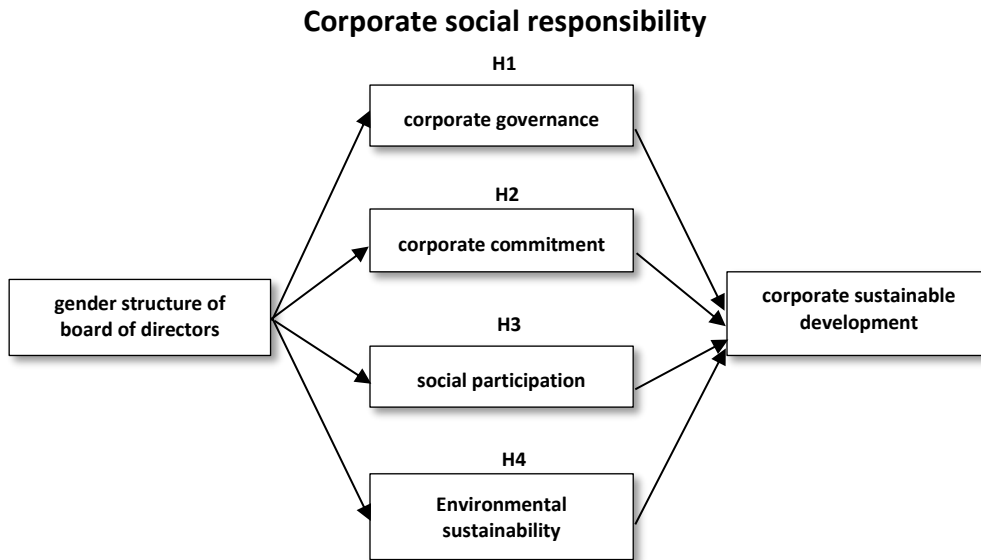 Corporate social responsibility
H1
corporate governance
H2
corporate commitment
gender structure of
board of directors
corporate sustainable
development
H3
social participation
H4
Environmental
sustainability